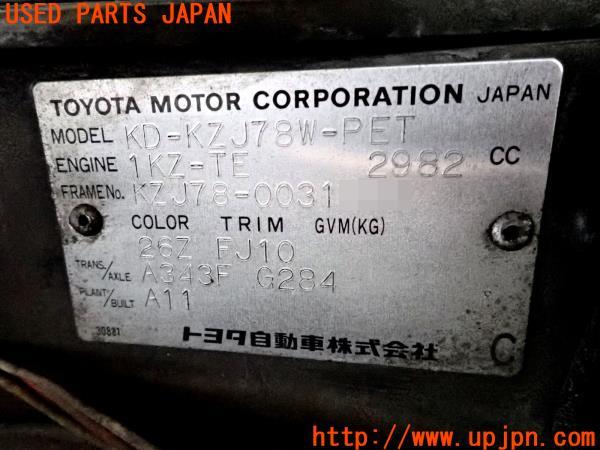 USED PARTS JAPAN
TOYOTA MOTOR CORPORATION JAPAN
MODEL KD-KZJ78W-PET
ENGINE 1KZ-TE 2982 CC
FRAME No. KZJ78-0031
COLOR TRIM GVM(KG)
26Z FJ10
TRANS./AXLE A343F G284
PLANT/BUILT A11
30881
トヨタ自動車株式会社 C
http://www.upjpn.com/